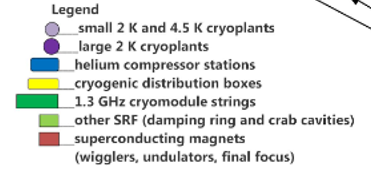 Legend
small 2 K and 4.5 K cryoplants
large 2 K cryoplants
helium compressor stations
cryogenic distribution boxes
1.3 GHz cryomodule strings
other SRF (damping ring and crab cavities)
superconducting magnets
(wigglers, undulators, final focus)